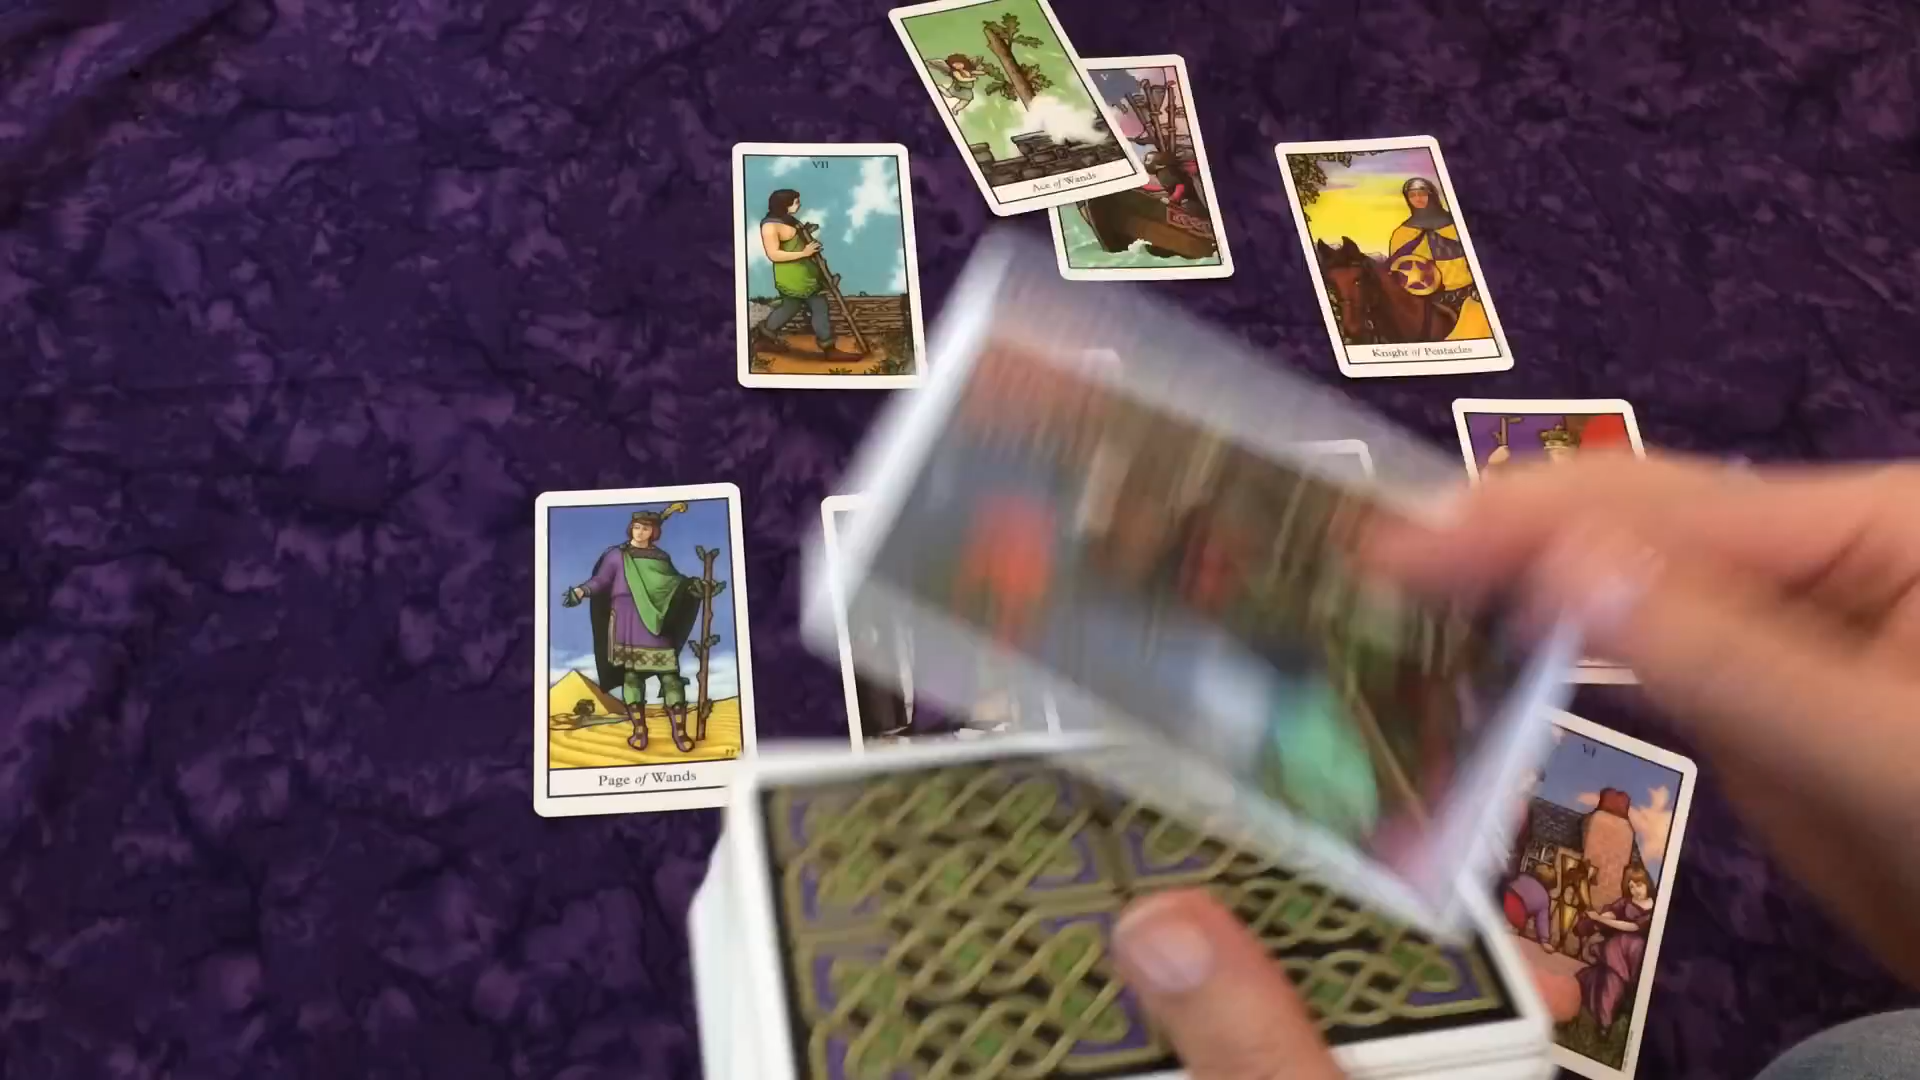 V
Ace of Wands
VII
Knight of Pentacles
Page of Wands
VI